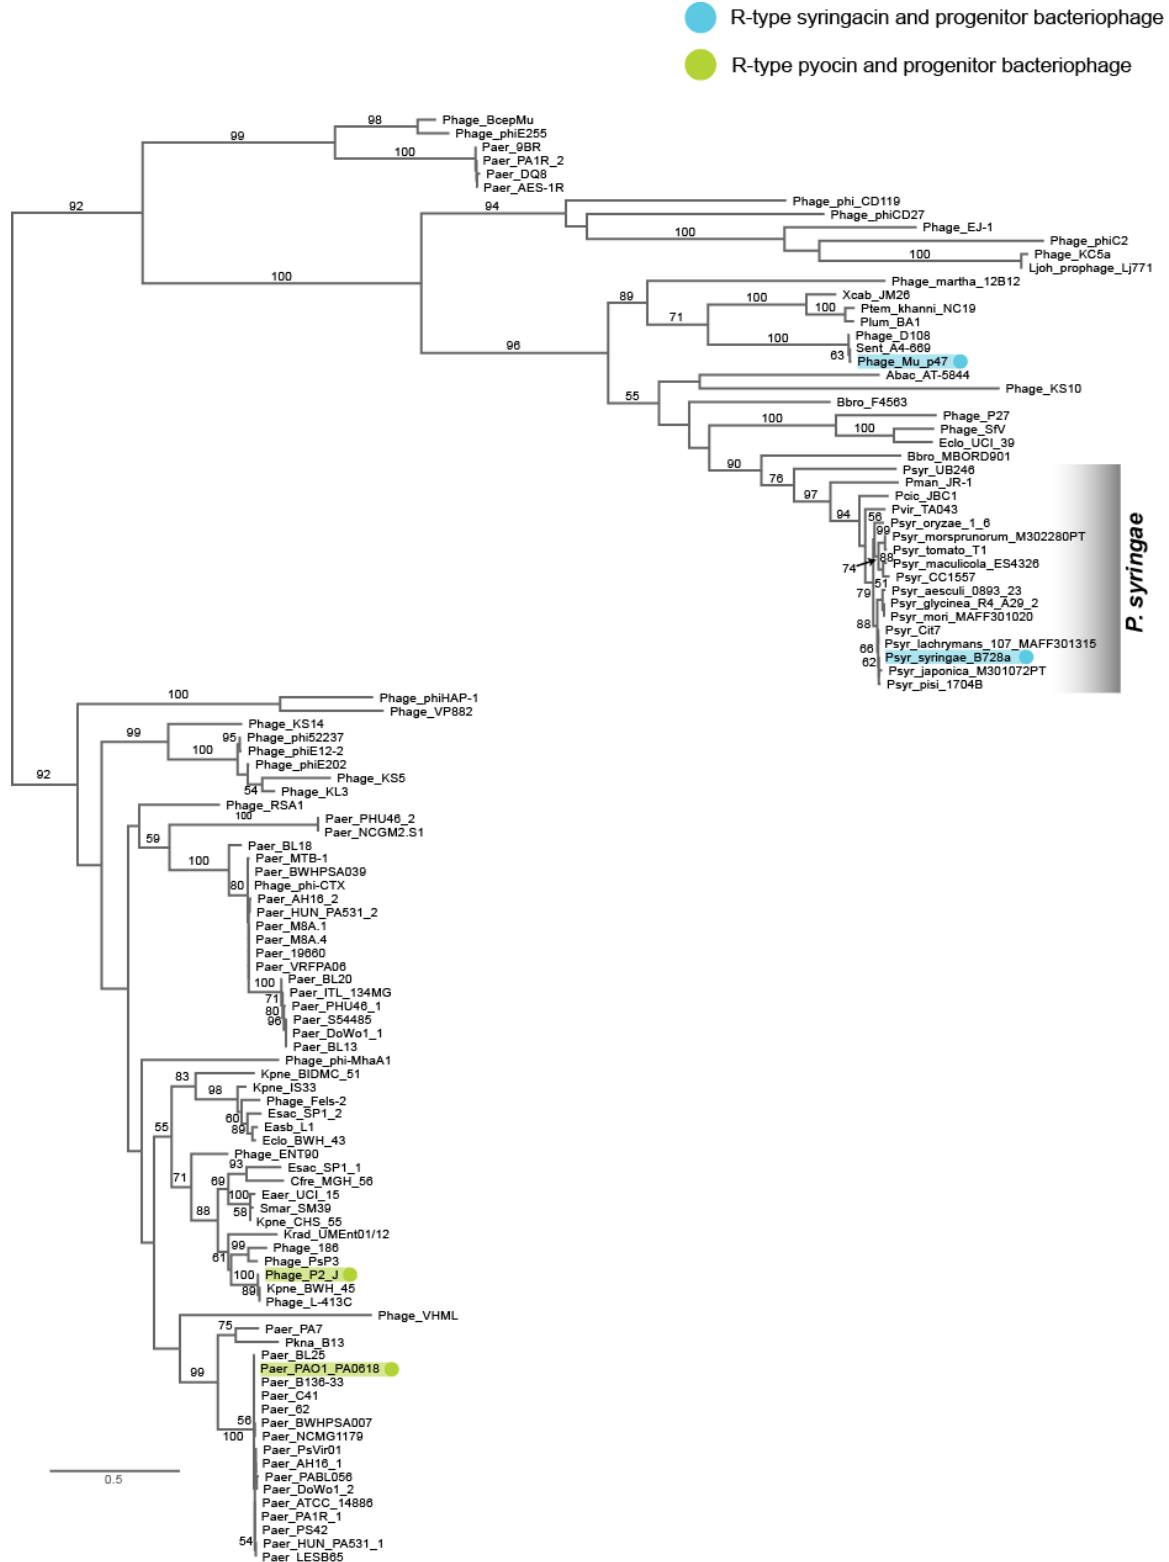 R-type syringacin and progenitor bacteriophage
R-type pyocin and progenitor bacteriophage
98 Phage_BcepMu
99 Phage_phiE255
Paer_9BR
100 Paer_PA1R_2
Paer_DQ8
Paer_AES-1R
94 Phage_phi_CD119
92 Phage_phiCD27
Phage_EJ-1
100 Phage_phiC2
100 Phage_KC5a
Ljoh_prophage_Lj771
100 Phage_martha_12B12
89 Xcab_JM26
100 Ptem_khanni_NC19
100 Plum_BA1
71 Phage_D108
100 Sent_A4-669
96 63 Phage_Mu_p47
Abac_AT-5844
Phage_KS10
55 Bbro_F4563
100 Phage_P27
100 Phage_SfV
Eclo_UCI_39
90 Bbro_MBORD901
76 Psyr_UB246
97 Pman_JR-1
Pcic_JBC1
94 Pvir_TA043
56 Psyr_oryzae_1_6
99 Psyr_morsprunorum_M302280PT
Psyr_tomato_T1
88 Psyr_maculicola_ES4326
74 Psyr_CC1557
51 Psyr_aesculi_0893_23
79 Psyr_glycinea_R4_A29_2
Psyr_mori_MAFF301020
88 Psyr_Cit7
Psyr_lachrymans_107_MAFF301315
66 Psyr_syringae_B728a
62 Psyr_japonica_M301072PT
Psyr_pisi_1704B
P. syringae
100 Phage_phiHAP-1
Phage_VP882
99 Phage_KS14
95 Phage_phi52237
100 Phage_phiE12-2
Phage_phiE202
92 Phage_KS5
54 Phage_KL3
Phage_RSA1
100 Paer_PHU46_2
59 Paer_NCGM2.S1
Paer_BL18
100 Paer_MTB-1
Paer_BWHPSA039
80 Phage_phi-CTX
Paer_AH16_2
Paer_HUN_PA531_2
Paer_M8A.1
Paer_M8A.4
Paer_19660
Paer_VRFPA06
100 Paer_BL20
71 Paer_ITL_134MG
80 Paer_PHU46_1
96 Paer_S54485
Paer_DoWo1_1
Paer_BL13
Phage_phi-MhaA1
83 Kpne_BIDMC_51
98 Kpne_IS33
Phage_Fels-2
60 Esac_SP1_2
55 89 Easb_L1
Eclo_BWH_43
Phage_ENT90
93 Esac_SP1_1
71 69 Cfre_MGH_56
100 Eaer_UCI_15
88 58 Smar_SM39
Kpne_CHS_55
Krad_UMEnt01/12
99 Phage_186
61 Phage_PsP3
100 Phage_P2_J
89 Kpne_BWH_45
Phage_L-413C
Phage_VHML
75 Paer_PA7
Pkna_B13
Paer_BL25
99 Paer_PAO1_PA0618
Paer_B136-33
Paer_C41
Paer_62
56 Paer_BWHPSA007
100 Paer_NCMG1179
Paer_PsVir01
Paer_AH16_1
0.5 Paer_PABL056
Paer_DoWo1_2
Paer_ATCC_14886
Paer_PA1R_1
Paer_PS42
54 Paer_HUN_PA531_1
Paer_LESB65